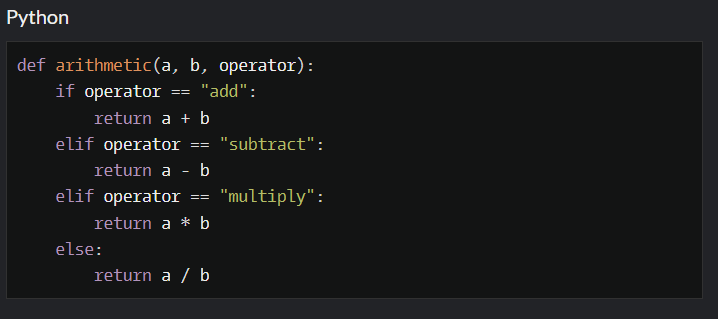 Python
def arithmetic(a, b, operator):
    if operator == "add":
        return a + b
    elif operator == "subtract":
        return a - b
    elif operator == "multiply":
        return a * b
    else:
        return a / b